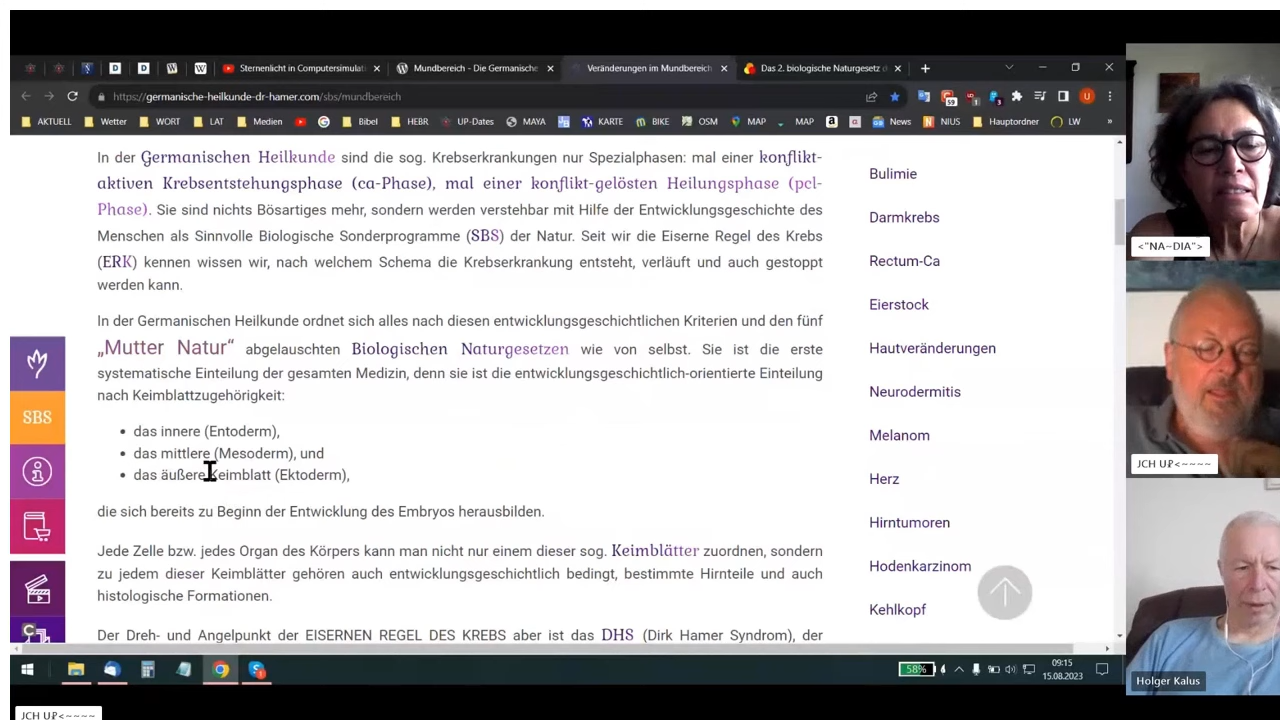 Sternenlicht in Computersimulat
Mundbereich - Die Germanische
Veränderungen im Mundbereich
Das 2. biologische Naturgesetz d
https://germanische-heilkunde-dr-hamer.com/sbs/mundbereich
59
3
U
AKTUELL Wetter WORT LAT Medien Bibel HEBR UP-Dates MAYA KARTE BIKE OSM MAP MAP News NIUS Hauptordner LW »
In der Germanischen Heilkunde sind die sog. Krebserkrankungen nur Spezialphasen: mal einer konflikt-
aktiven Krebsentstehungsphase (ca-Phase), mal einer konflikt-gelösten Heilungsphase (pcl-
Phase). Sie sind nichts Bösartiges mehr, sondern werden verstehbar mit Hilfe der Entwicklungsgeschichte des
Menschen als Sinnvolle Biologische Sonderprogramme (SBS) der Natur. Seit wir die Eiserne Regel des Krebs
(ERK) kennen wissen wir, nach welchem Schema die Krebserkrankung entsteht, verläuft und auch gestoppt
werden kann.
In der Germanischen Heilkunde ordnet sich alles nach diesen entwicklungsgeschichtlichen Kriterien und den fünf
„Mutter Natur“ abgelauschten Biologischen Naturgesetzen wie von selbst. Sie ist die erste
systematische Einteilung der gesamten Medizin, denn sie ist die entwicklungsgeschichtlich-orientierte Einteilung
nach Keimblattzugehörigkeit:
• das innere (Entoderm),
• das mittlere (Mesoderm), und
• das äußere Keimblatt (Ektoderm),
die sich bereits zu Beginn der Entwicklung des Embryos herausbilden.
Jede Zelle bzw. jedes Organ des Körpers kann man nicht nur einem dieser sog. Keimblätter zuordnen, sondern
zu jedem dieser Keimblätter gehören auch entwicklungsgeschichtlich bedingt, bestimmte Hirnteile und auch
histologische Formationen.
Der Dreh- und Angelpunkt der EISERNEN REGEL DES KREBS aber ist das DHS (Dirk Hamer Syndrom), der
SBS
Bulimie
Darmkrebs
Rectum-Ca
Eierstock
Hautveränderungen
Neurodermitis
Melanom
Herz
Hirntumoren
Hodenkarzinom
Kehlkopf
<"NA~DIA">
JCH U₽<~~~~
Holger Kalus
58%
09:15
15.08.2023
JCH U₽<~~~~